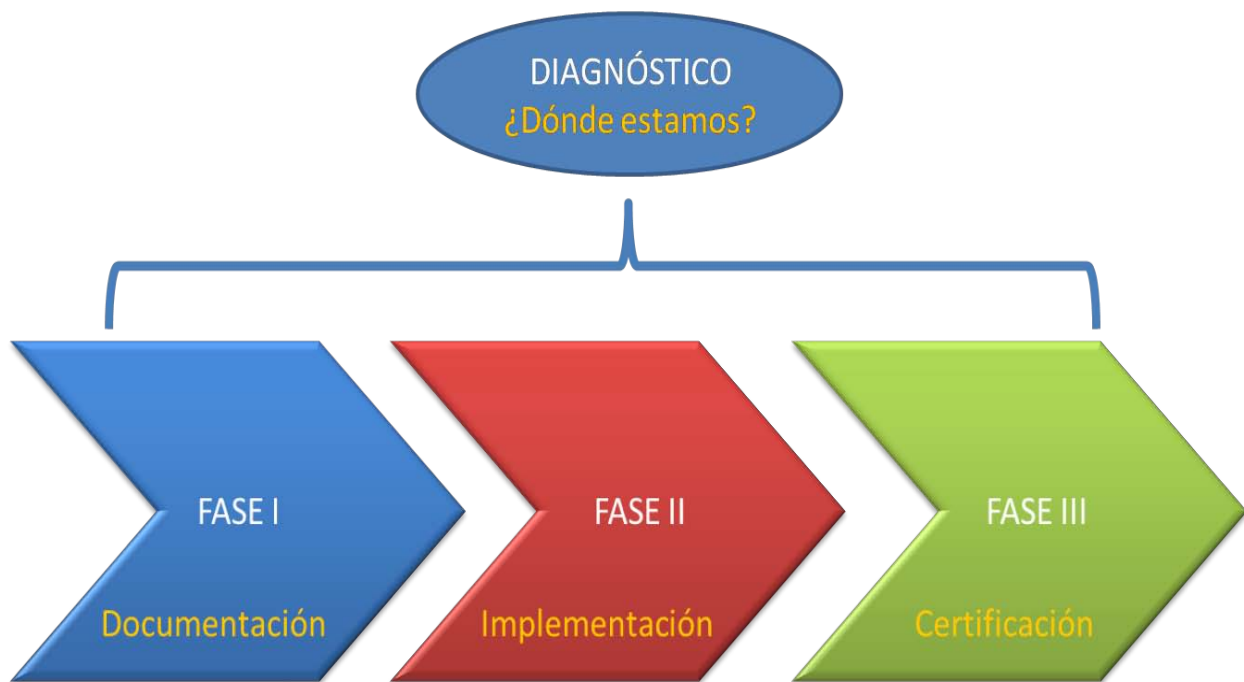 DIAGNÓSTICO
¿Dónde estamos?
FASE I
Documentación
FASE II
Implementación
FASE III
Certificación